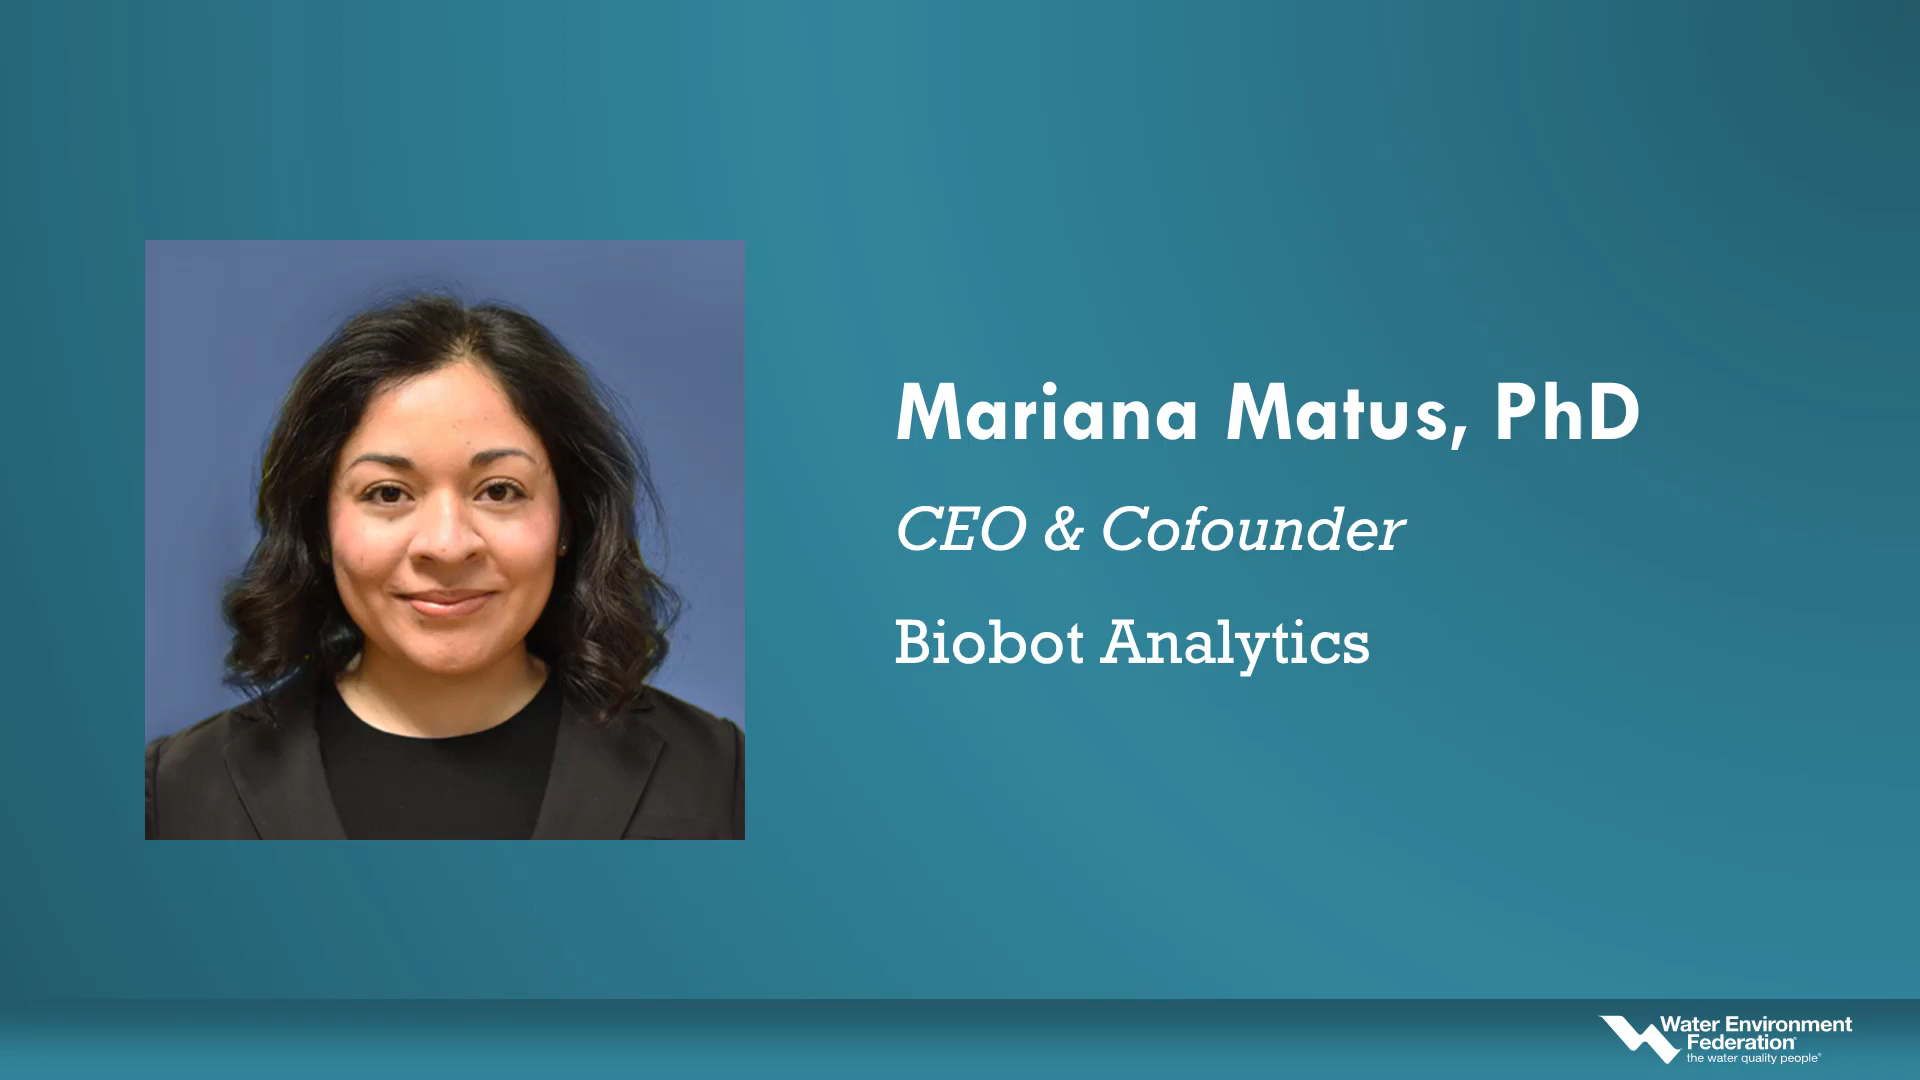 Mariana Matus, PhD
CEO & Cofounder
Biobot Analytics
Water Environment
Federation®
the water quality people®